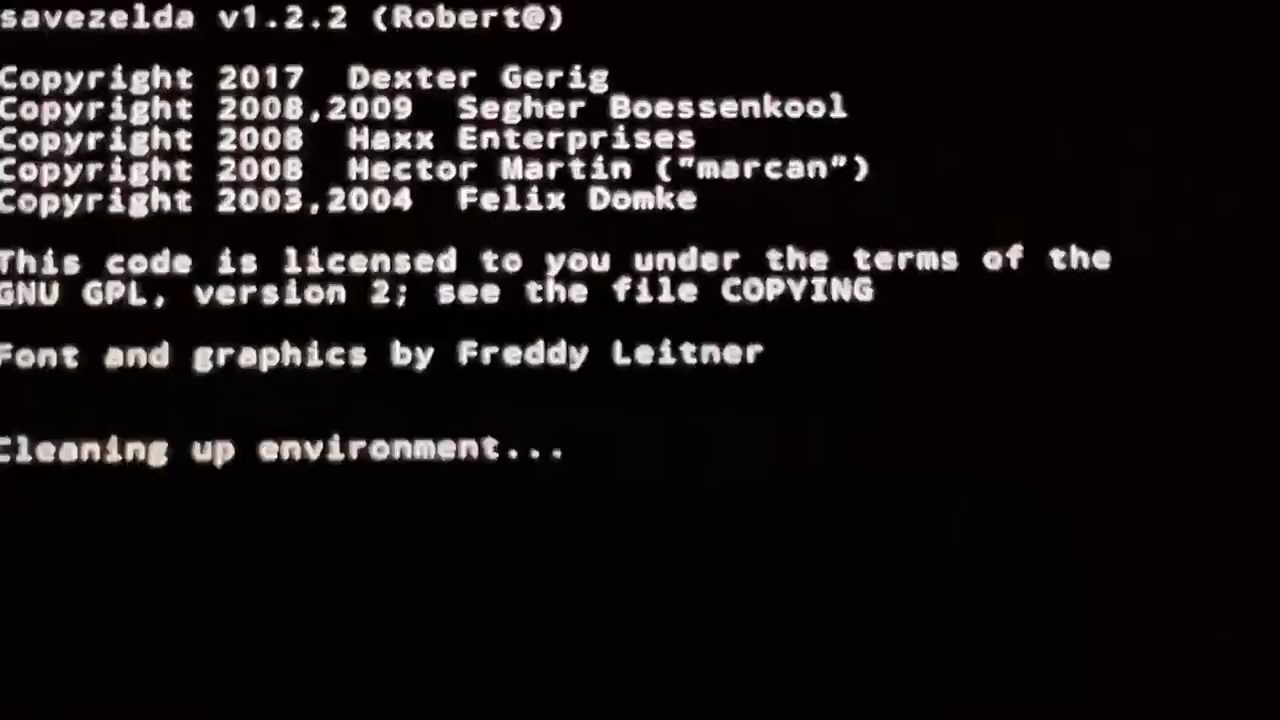 savezelda v1.2.2 (Robert@)
Copyright 2017 Dexter Gerig
Copyright 2008,2009 Segher Boessenkool
Copyright 2008 Haxx Enterprises
Copyright 2008 Hector Martin ("marcan")
Copyright 2003,2004 Felix Domke
This code is licensed to you under the terms of the
GNU GPL, version 2; see the file COPYING
Font and graphics by Freddy Leitner
Cleaning up environment...